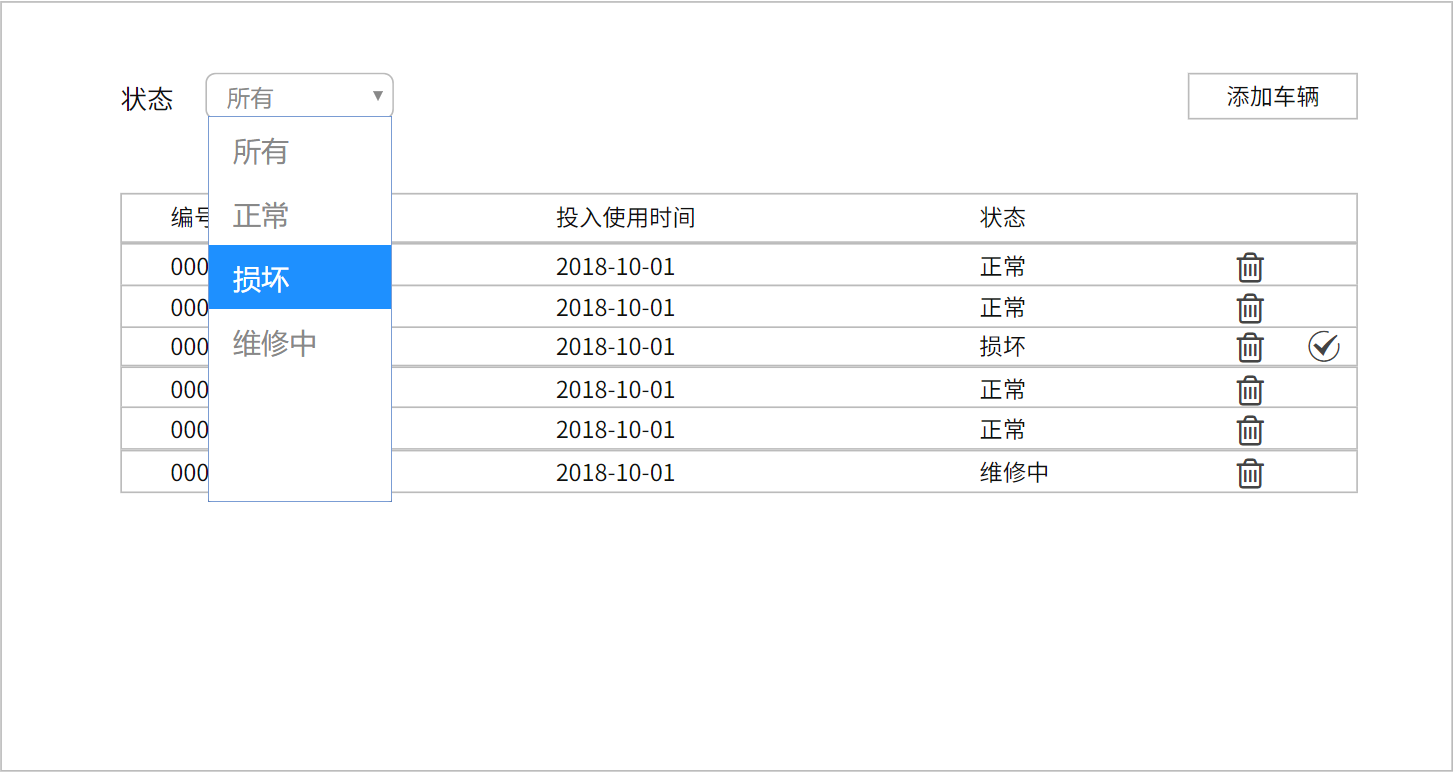 状态 所有 ▼ 添加车辆
所有
正常
损坏
维修中
编号 投入使用时间 状态
000 2018-10-01 正常
000 2018-10-01 正常
000 2018-10-01 损坏
000 2018-10-01 正常
000 2018-10-01 正常
000 2018-10-01 维修中